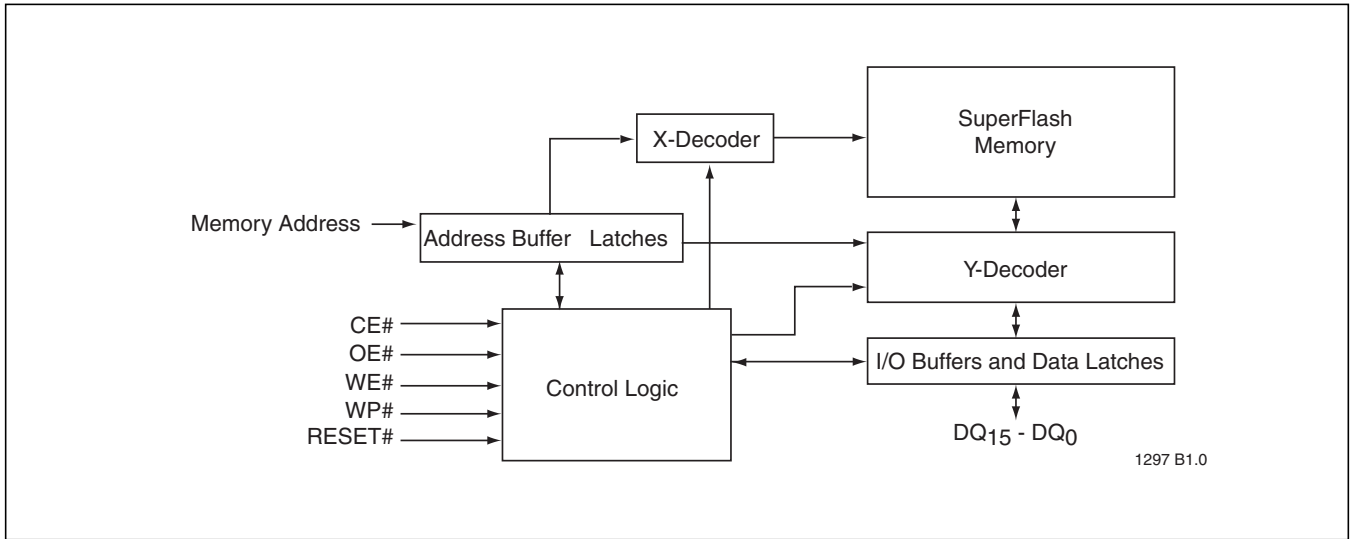 X-Decoder
SuperFlash
Memory
Memory Address
Address Buffer Latches
Y-Decoder
CE#
OE#
WE#
WP#
RESET#
Control Logic
I/O Buffers and Data Latches
DQ15 - DQ0
1297 B1.0